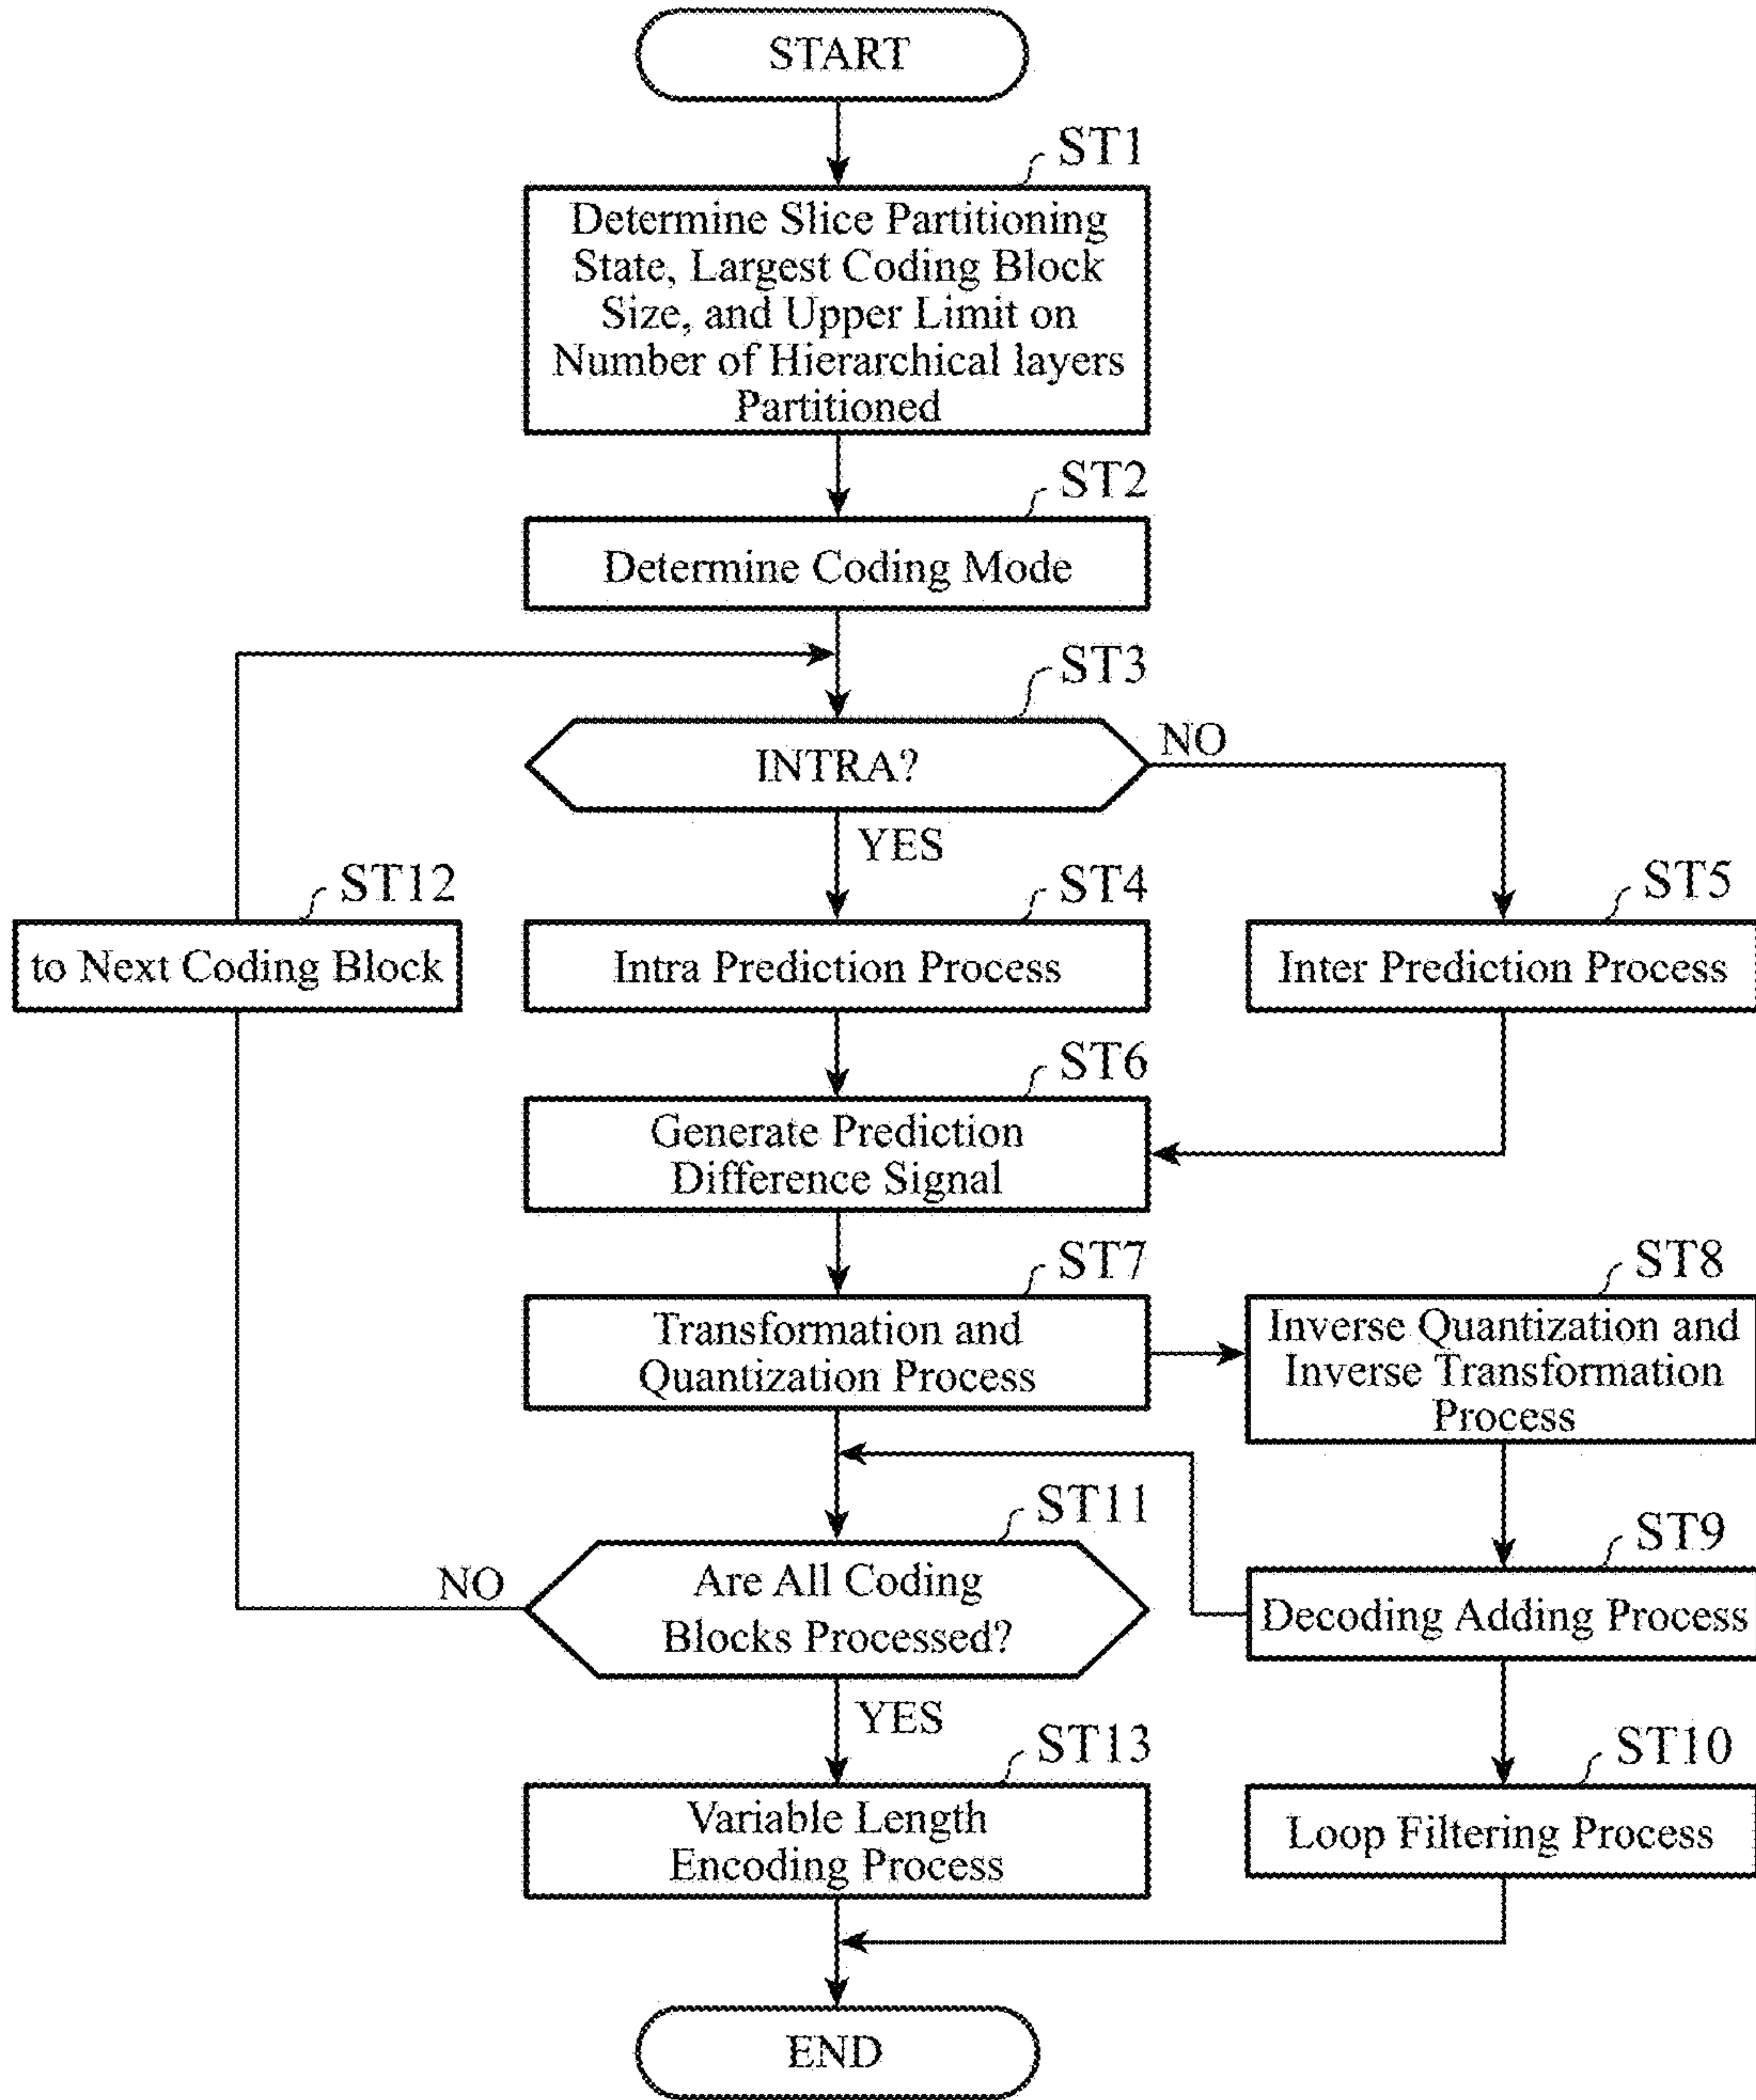 START
ST1
Determine Slice Partitioning
State, Largest Coding Block
Size, and Upper Limit on
Number of Hierarchical layers
Partitioned
ST2
Determine Coding Mode
ST3
INTRA?
NO
YES
ST12
to Next Coding Block
ST4
Intra Prediction Process
ST5
Inter Prediction Process
ST6
Generate Prediction
Difference Signal
ST7
Transformation and
Quantization Process
ST8
Inverse Quantization and
Inverse Transformation
Process
ST11
Are All Coding
Blocks Processed?
NO
YES
ST9
Decoding Adding Process
ST13
Variable Length
Encoding Process
ST10
Loop Filtering Process
END